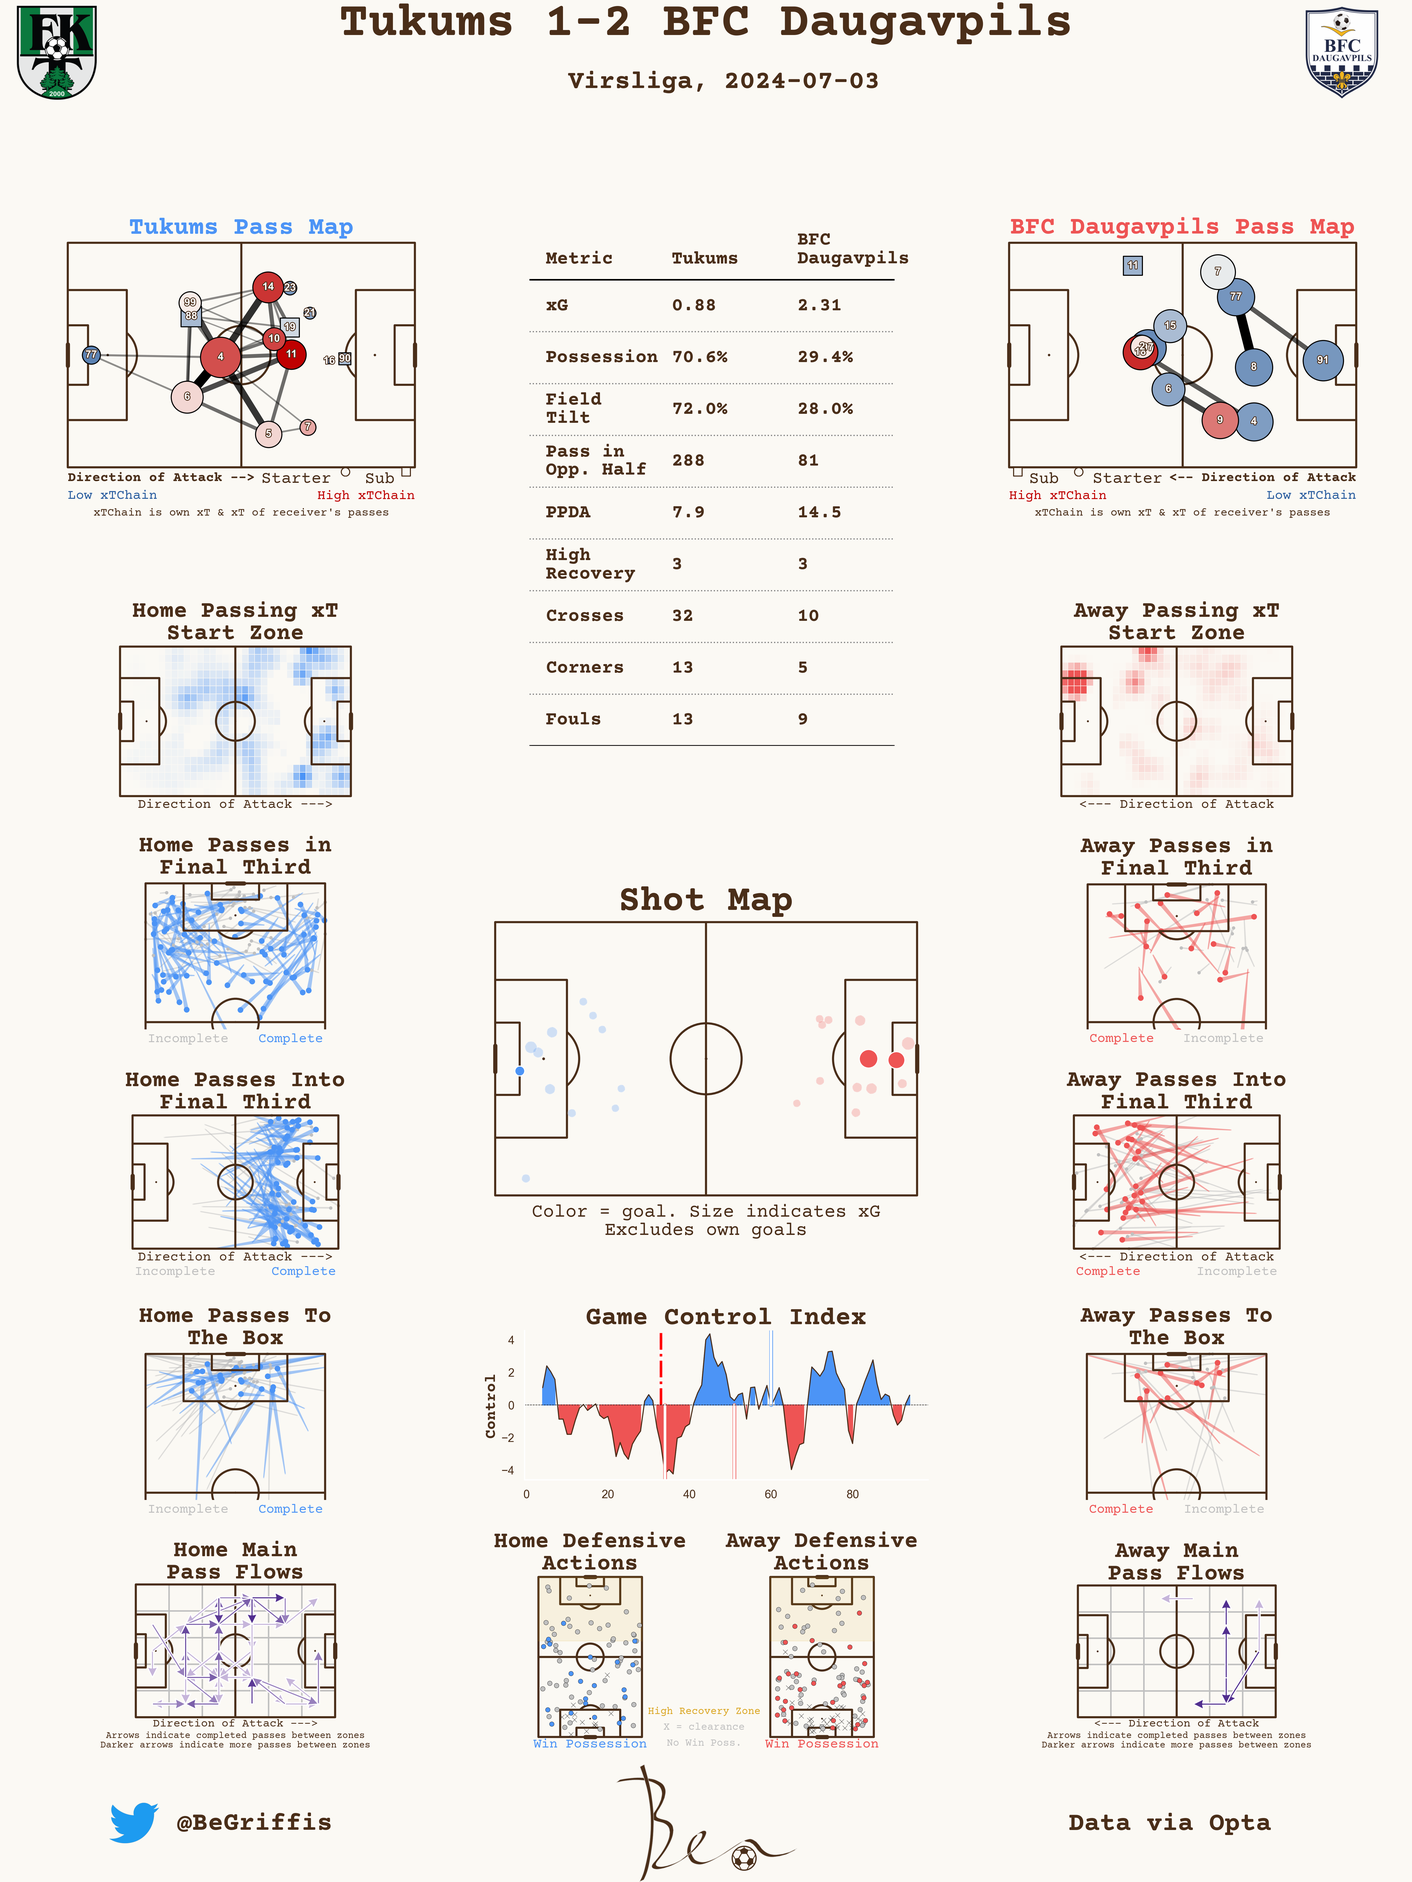 Tukums 1-2 BFC Daugavpils
Virsliga, 2024-07-03
FK
2000
BFC
DAUGAVPILS
Tukums Pass Map
14
23
99
88
21
19
10
77
4
11
16
90
6
5
7
Direction of Attack --> Starter Sub
Low xTChain High xTChain
xTChain is own xT & xT of receiver's passes
Metric Tukums BFC
Daugavpils
xG 0.88 2.31
Possession 70.6% 29.4%
Field
Tilt 72.0% 28.0%
Pass in
Opp. Half 288 81
PPDA 7.9 14.5
High
Recovery 3 3
Crosses 32 10
Corners 13 5
Fouls 13 9
BFC Daugavpils Pass Map
11
7
77
15
8
91
6
9
4
Sub Starter <-- Direction of Attack
High xTChain Low xTChain
xTChain is own xT & xT of receiver's passes
Home Passing xT
Start Zone
Direction of Attack --->
Away Passing xT
Start Zone
<--- Direction of Attack
Home Passes in
Final Third
Incomplete Complete
Away Passes in
Final Third
Complete Incomplete
Shot Map
Color = goal. Size indicates xG
Excludes own goals
Home Passes Into
Final Third
Direction of Attack --->
Incomplete Complete
Away Passes Into
Final Third
<--- Direction of Attack
Complete Incomplete
Home Passes To
The Box
Incomplete Complete
Game Control Index
Control
4
2
0
−2
−4
0 20 40 60 80
Away Passes To
The Box
Complete Incomplete
Home Main
Pass Flows
Direction of Attack --->
Arrows indicate completed passes between zones
Darker arrows indicate more passes between zones
Home Defensive
Actions
Win Possession
Away Defensive
Actions
Win Possession
High Recovery Zone
X = clearance
No Win Poss.
Away Main
Pass Flows
<--- Direction of Attack
Arrows indicate completed passes between zones
Darker arrows indicate more passes between zones
@BeGriffis
Ben
Data via Opta